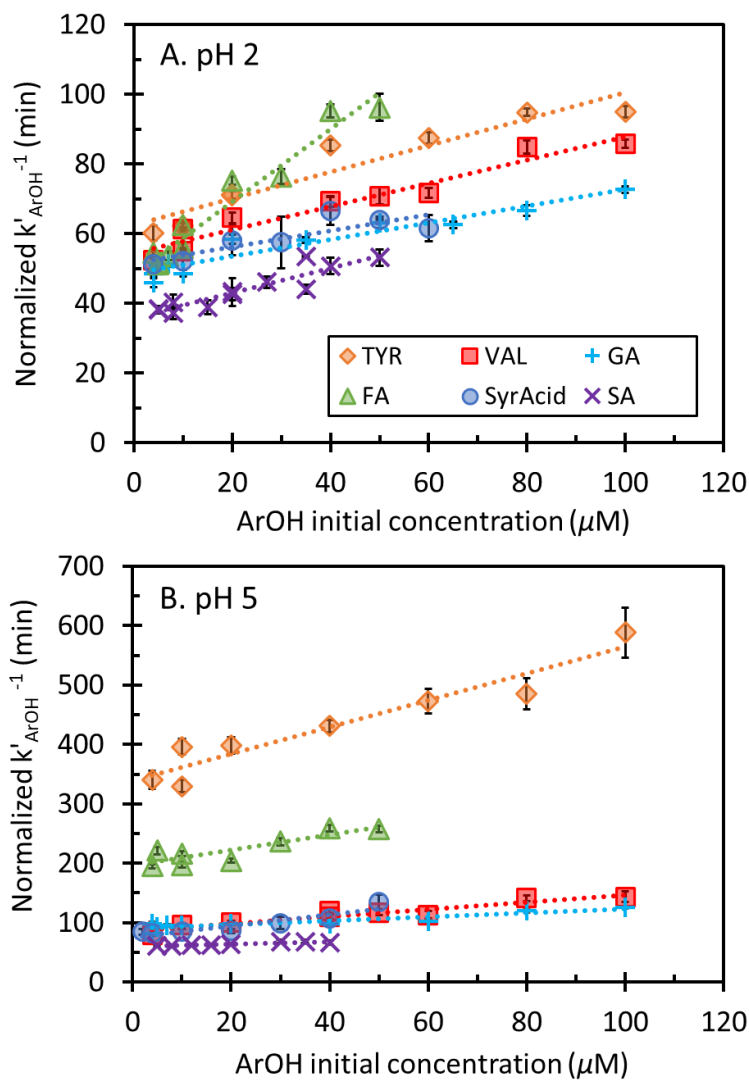 A. pH 2
Normalized k'ArOH -1 (min)
120
100
80
60
40
20
0
TYR VAL GA
FA SyrAcid SA
0 20 40 60 80 100 120
ArOH initial concentration (μM)
B. pH 5
Normalized k'ArOH -1 (min)
700
600
500
400
300
200
100
0
0 20 40 60 80 100 120
ArOH initial concentration (μM)